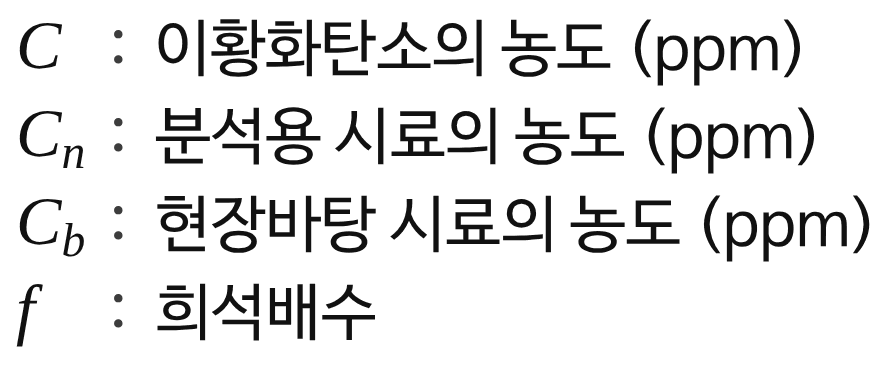 C : 이황화탄소의 농도 (ppm)
Cₙ : 분석용 시료의 농도 (ppm)
C_b : 현장바탕 시료의 농도 (ppm)
f : 희석배수